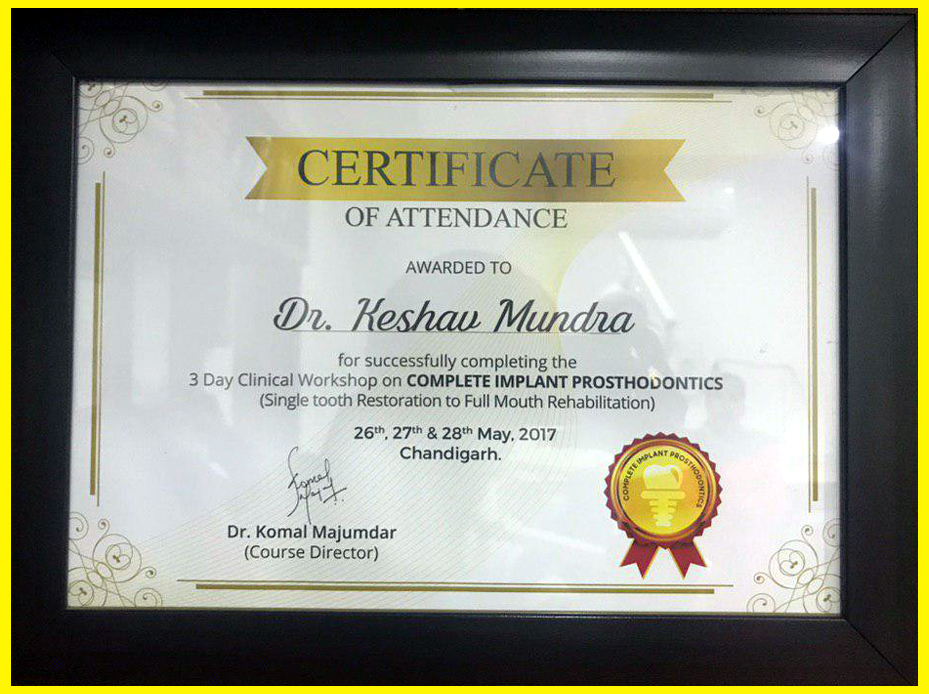 CERTIFICATE
OF ATTENDANCE
AWARDED TO
Dr. Keshav Mundra
for successfully completing the
3 Day Clinical Workshop on COMPLETE IMPLANT PROSTHODONTICS
(Single tooth Restoration to Full Mouth Rehabilitation)
26th, 27th & 28th May, 2017
Chandigarh.
COMPLETE IMPLANT PROSTHODONTICS
Komal
Dr. Komal Majumdar
(Course Director)